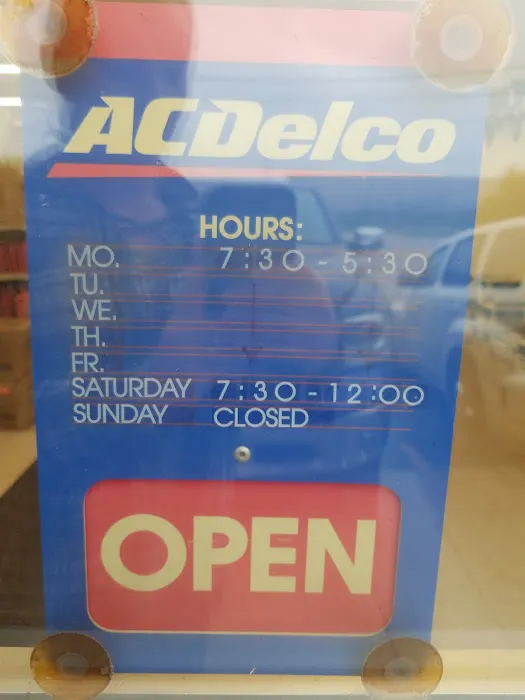 ACDelco
HOURS:
MO. 7:30 - 5:30
TU.
WE.
TH.
FR.
SATURDAY 7:30 - 12:00
SUNDAY CLOSED
OPEN